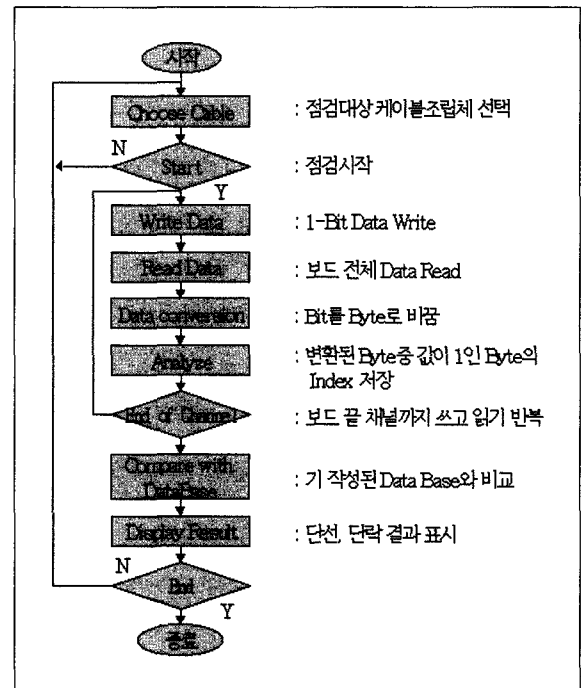 시작
Choose Cable : 점검대상 케이블조립체 선택
N
Start : 점검시작
Y
Write Data : 1-Bit Data Write
Read Data : 보드 전체 Data Read
Data conversion : Bit를 Byte로 바꿈
Analyze : 변환된 Byte중 값이 1인 Byte의
Index 저장
End of Channel : 보드 끝 채널까지 쓰고 읽기 반복
Compare with
DataBase : 기 작성된 Data Base와 비교
Display Result : 단선, 단락 결과 표시
N
End
Y
종료